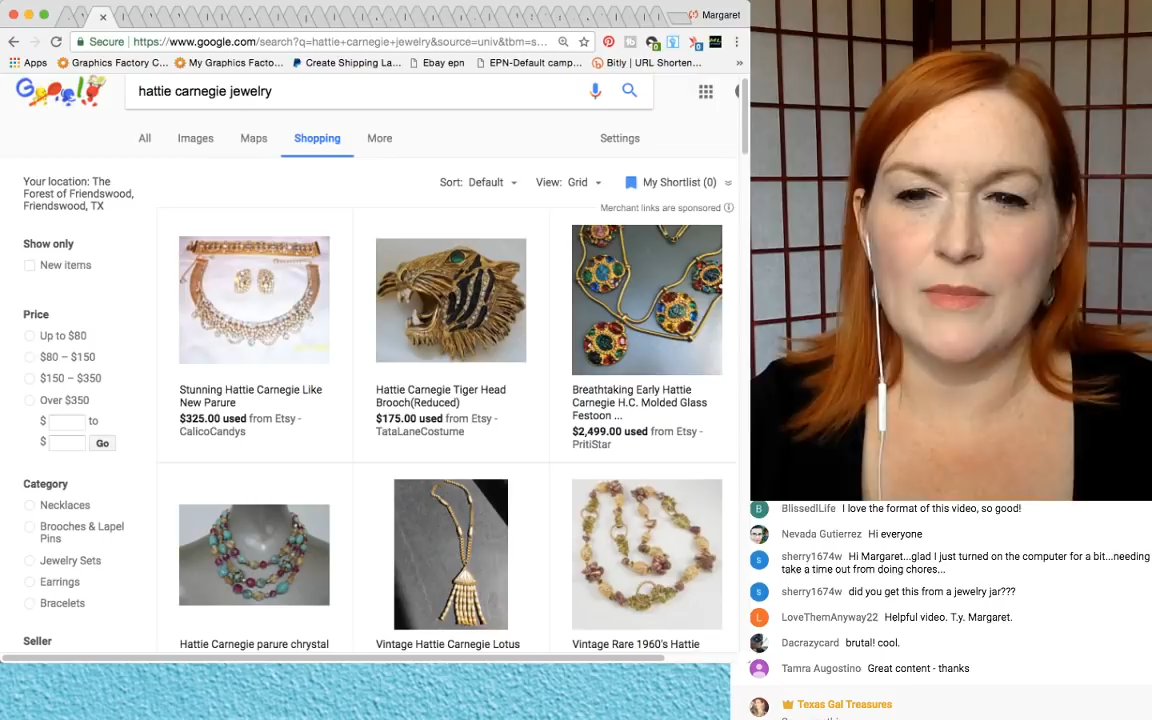 Margaret
Secure https://www.google.com/search?q=hattie+carnegie+jewelry&source=univ&tbm=s...
Apps Graphics Factory C... My Graphics Facto... Create Shipping La... Ebay epn EPN-Default camp... Bitly | URL Shorten... »
hattie carnegie jewelry
All Images Maps Shopping More Settings
Your location: The
Forest of Friendswood,
Friendswood, TX
Sort: Default View: Grid My Shortlist (0)
Merchant links are sponsored
Show only
New items
Price
Up to $80
$80 – $150
$150 – $350
Over $350
$ to
$ Go
Category
Necklaces
Brooches & Lapel
Pins
Jewelry Sets
Earrings
Bracelets
Seller
Stunning Hattie Carnegie Like
New Parure
$325.00 used from Etsy -
CalicoCandys
Hattie Carnegie Tiger Head
Brooch(Reduced)
$175.00 used from Etsy -
TataLaneCostume
Breathtaking Early Hattie
Carnegie H.C. Molded Glass
Festoon ...
$2,499.00 used from Etsy -
PritiStar
Hattie Carnegie parure chrystal
Vintage Hattie Carnegie Lotus
Vintage Rare 1960's Hattie
B BlissedlLife I love the format of this video, so good!
Nevada Gutierrez Hi everyone
s sherry1674w Hi Margaret...glad I just turned on the computer for a bit...needing
take a time out from doing chores...
s sherry1674w did you get this from a jewelry jar???
L LoveThemAnyway22 Helpful video. T.y. Margaret.
Dacrazycard brutal! cool.
Tamra Augostino Great content - thanks
Texas Gal Treasures